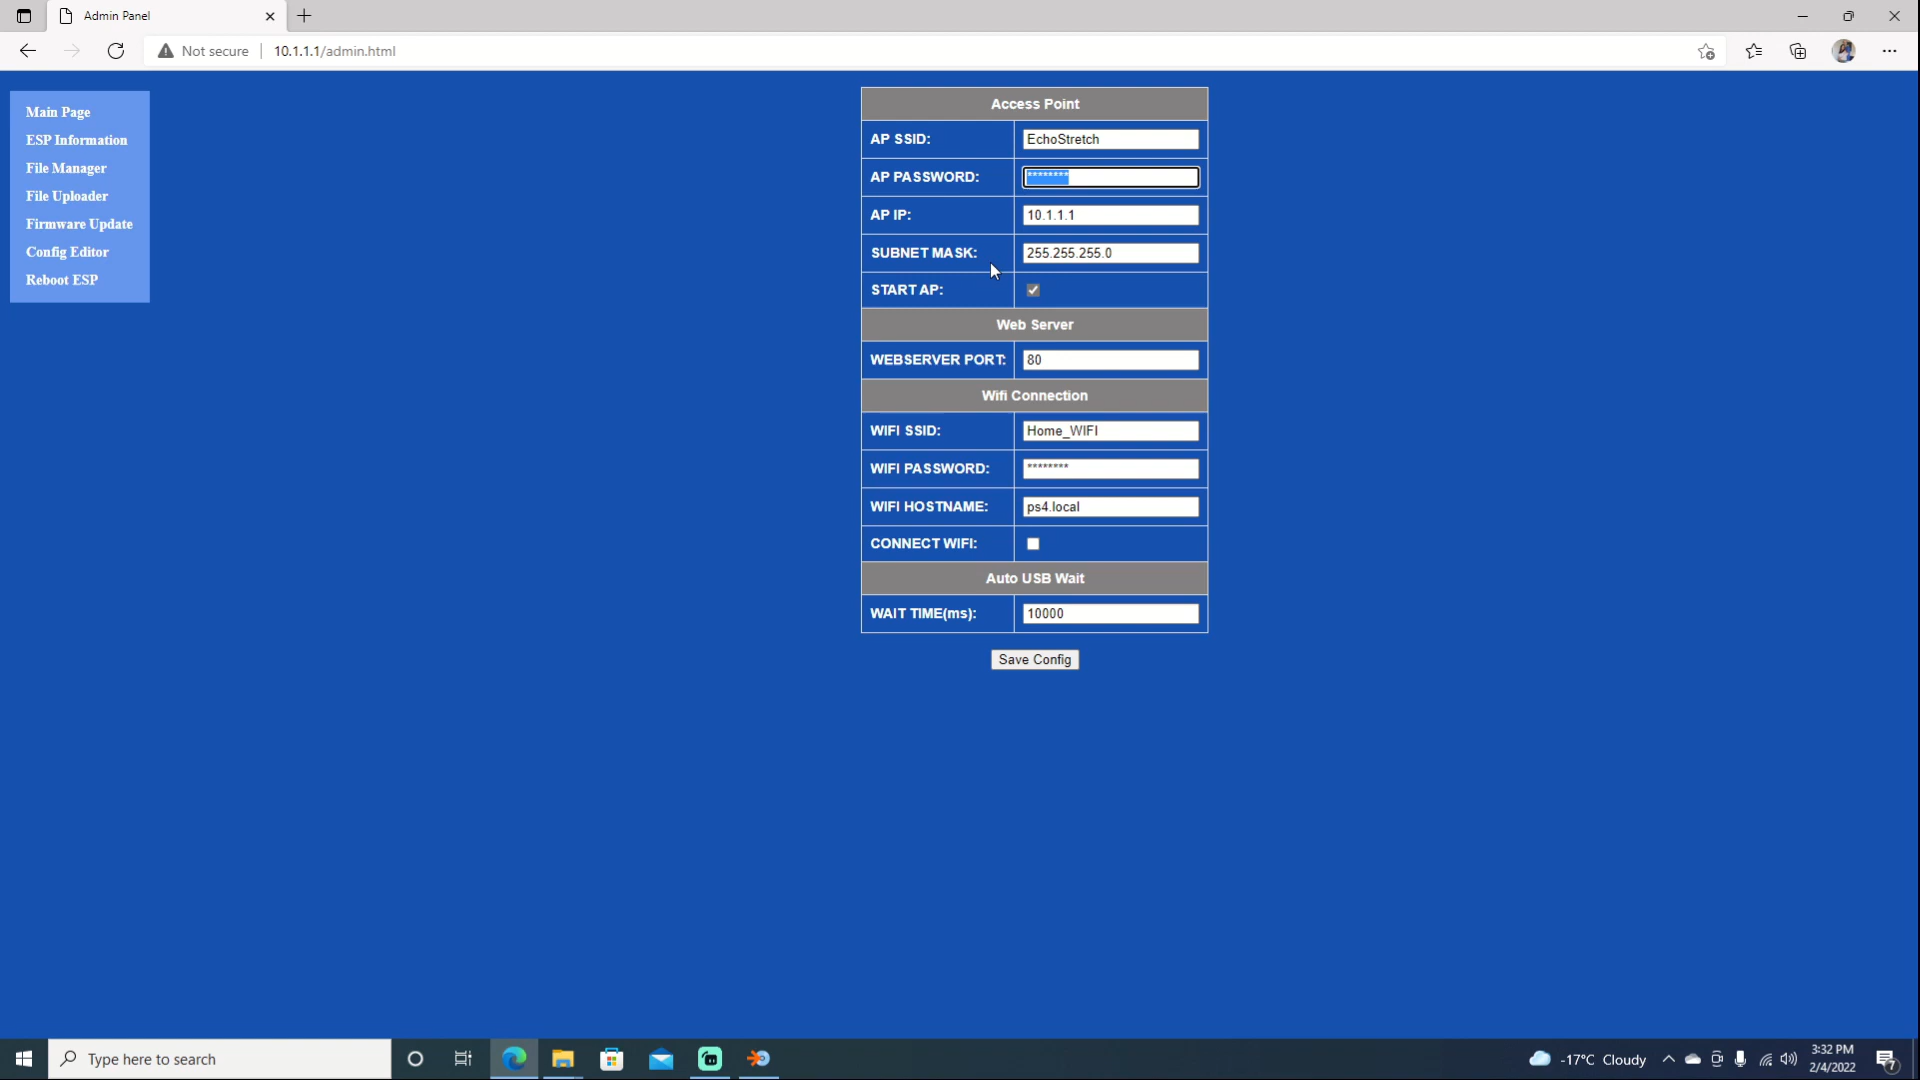 Admin Panel
Not secure
10.1.1.1/admin.html
Main Page
ESP Information
File Manager
File Uploader
Firmware Update
Config Editor
Reboot ESP
Access Point
AP SSID: EchoStretch
AP PASSWORD: ********
AP IP: 10.1.1.1
SUBNET MASK: 255.255.255.0
START AP:
Web Server
WEBSERVER PORT: 80
Wifi Connection
WIFI SSID: Home_WIFI
WIFI PASSWORD: ********
WIFI HOSTNAME: ps4.local
CONNECT WIFI:
Auto USB Wait
WAIT TIME(ms): 10000
Save Config
Type here to search
-17°C Cloudy
3:32 PM
2/4/2022
7